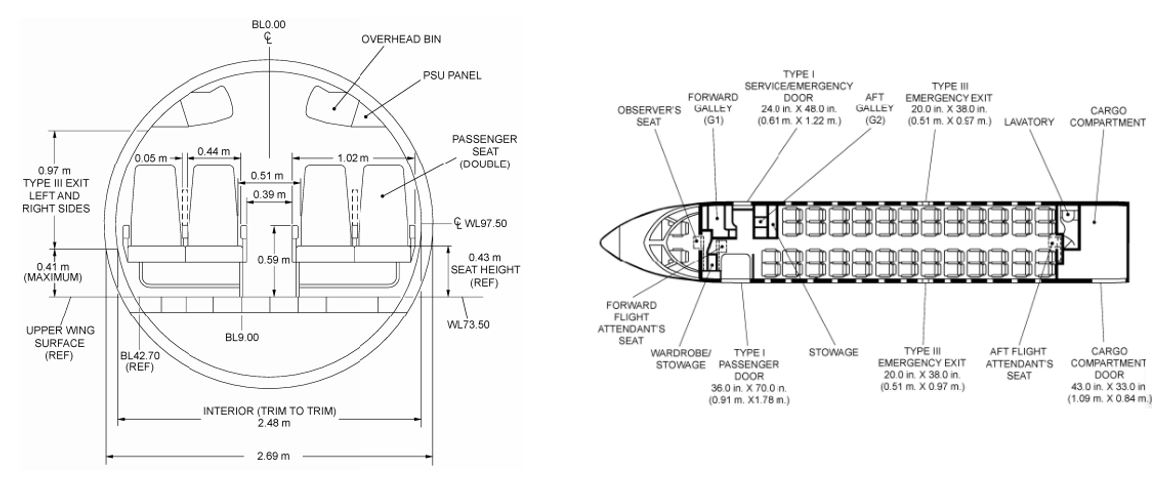 BL0.00
℄
OVERHEAD BIN
PSU PANEL
PASSENGER
SEAT
(DOUBLE)
0.97 m
TYPE III EXIT
LEFT AND
RIGHT SIDES
0.05 m
0.44 m
1.02 m
0.51 m
0.39 m
℄ WL97.50
0.41 m
(MAXIMUM)
0.59 m
0.43 m
SEAT HEIGHT
(REF)
UPPER WING
SURFACE
(REF)
BL42.70
(REF)
BL9.00
WL73.50
INTERIOR (TRIM TO TRIM)
2.48 m
2.69 m
OBSERVER'S
SEAT
FORWARD
GALLEY
(G1)
TYPE I
SERVICE/EMERGENCY
DOOR
24.0 in. X 48.0 in.
(0.61 m. X 1.22 m.)
AFT
GALLEY
(G2)
TYPE III
EMERGENCY EXIT
20.0 in. X 38.0 in.
(0.51 m. X 0.97 m.)
LAVATORY
CARGO
COMPARTMENT
FORWARD
FLIGHT
ATTENDANT'S
SEAT
WARDROBE/
STOWAGE
TYPE I
PASSENGER
DOOR
36.0 in. X 70.0 in.
(0.91 m. X1.78 m.)
STOWAGE
TYPE III
EMERGENCY EXIT
20.0 in. X 38.0 in.
(0.51 m. X 0.97 m.)
AFT FLIGHT
ATTENDANT'S
SEAT
CARGO
COMPARTMENT
DOOR
43.0 in. X 33.0 in
(1.09 m. X 0.84 m.)